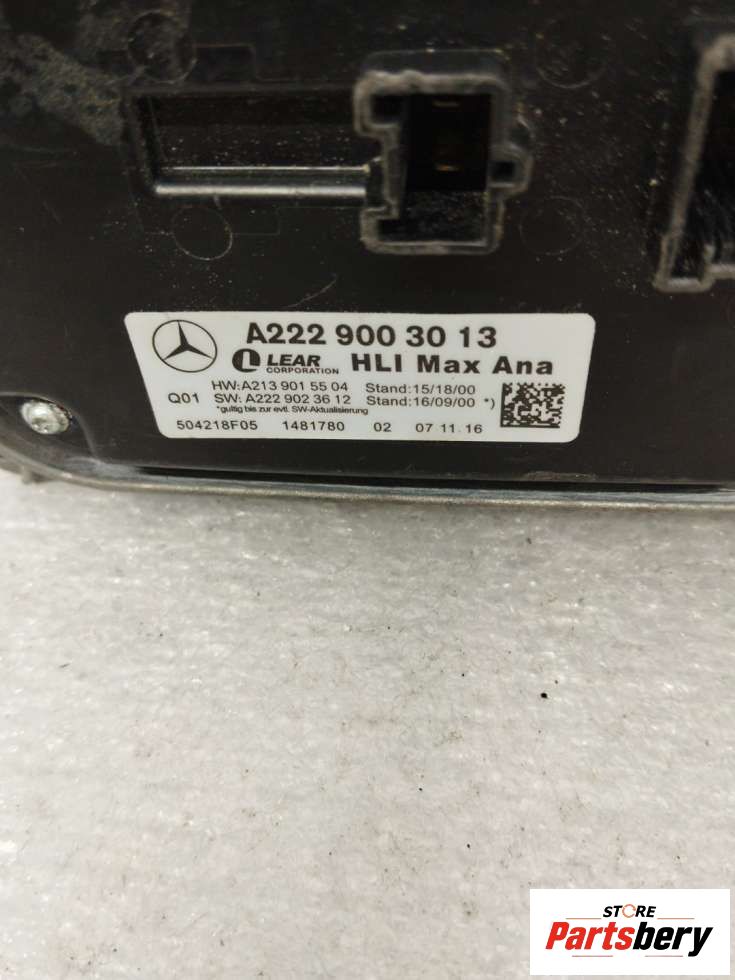 A222 900 30 13
LEAR
CORPORATION
HLI Max Ana
HW:A213 901 55 04 Stand:15/18/00
Q01 SW: A222 902 36 12 Stand:16/09/00 *)
*gültig bis zur evtl. SW-Aktualisierung
504218F05 1481780 02 07 11 16
STORE
Partsbery